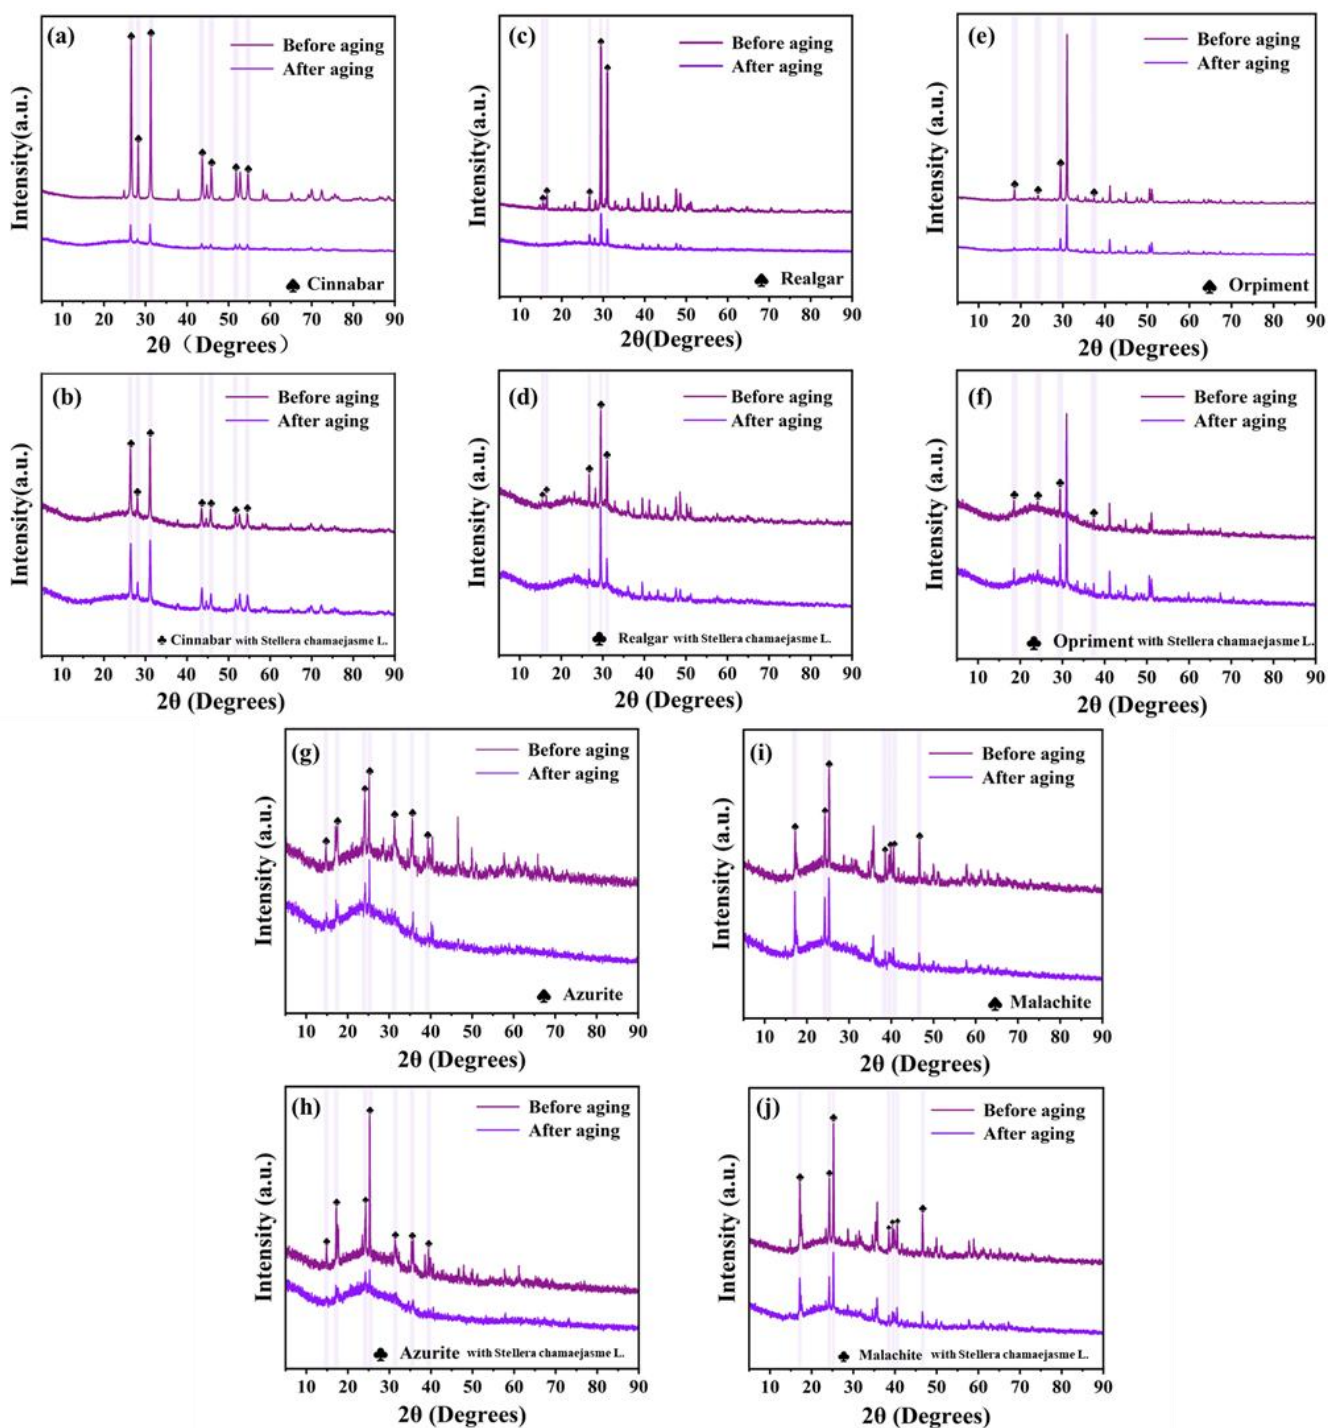 (a)
Before aging
After aging
Intensity(a.u.)
Cinnabar
10 20 30 40 50 60 70 80 90
2θ（Degrees）
(c)
Before aging
After aging
Intensity(a.u.)
Realgar
10 20 30 40 50 60 70 80 90
2θ(Degrees)
(e)
Before aging
After aging
Intensity (a.u.)
Orpiment
10 20 30 40 50 60 70 80 90
2θ (Degrees)
(b)
Before aging
After aging
Intensity(a.u.)
Cinnabar with Stellera chamaejasme L.
10 20 30 40 50 60 70 80 90
2θ (Degrees)
(d)
Before aging
After aging
Intensity (a.u.)
Realgar with Stellera chamaejasme L.
10 20 30 40 50 60 70 80 90
2θ (Degrees)
(f)
Before aging
After aging
Intensity (a.u.)
Opriment with Stellera chamaejasme L.
10 20 30 40 50 60 70 80 90
2θ (Degrees)
(g)
Before aging
After aging
Intensity (a.u.)
Azurite
10 20 30 40 50 60 70 80 90
2θ (Degrees)
(i)
Before aging
After aging
Intensity (a.u.)
Malachite
10 20 30 40 50 60 70 80 90
2θ (Degrees)
(h)
Before aging
After aging
Intensity (a.u.)
Azurite with Stellera chamaejasme L.
10 20 30 40 50 60 70 80 90
2θ (Degrees)
(j)
Before aging
After aging
Intensity (a.u.)
Malachite with Stellera chamaejasme L.
10 20 30 40 50 60 70 80 90
2θ (Degrees)